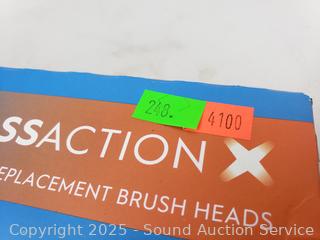 248.
4100
SSACTION X
EPLACEMENT BRUSH HEADS
Copyright 2025 - Sound Auction Service